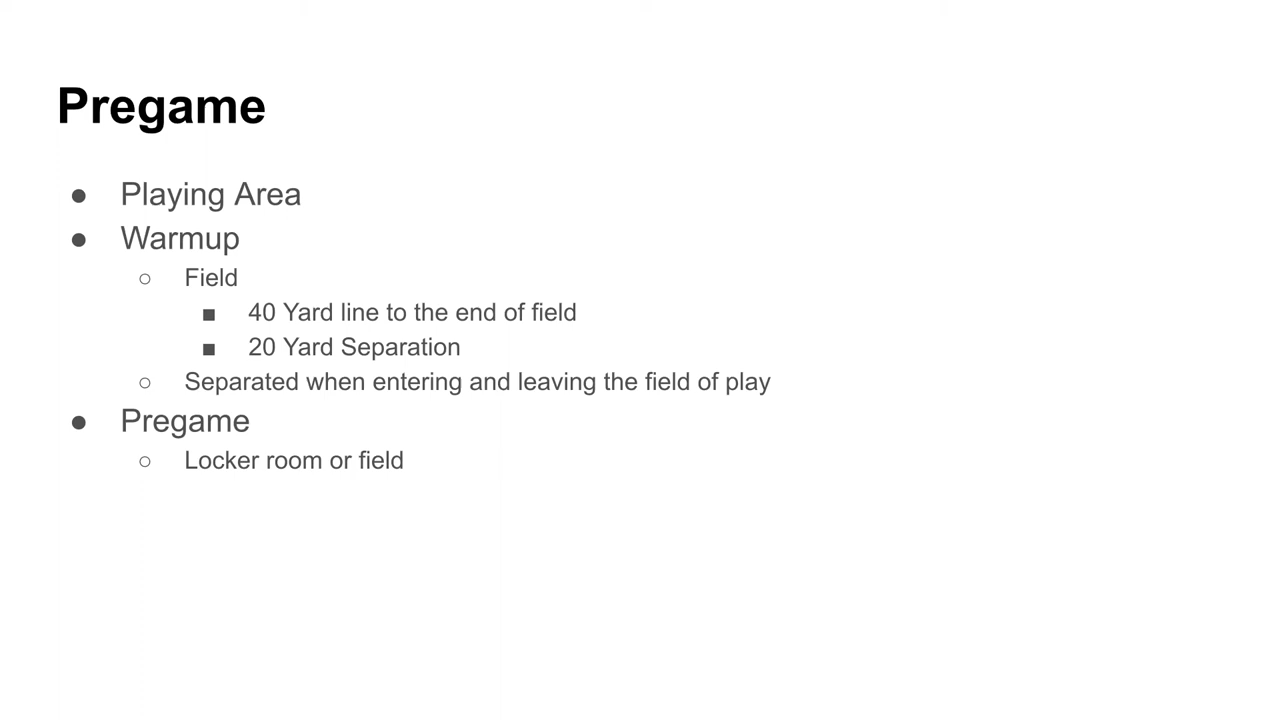 Pregame
● Playing Area
● Warmup
○ Field
■ 40 Yard line to the end of field
■ 20 Yard Separation
○ Separated when entering and leaving the field of play
● Pregame
○ Locker room or field